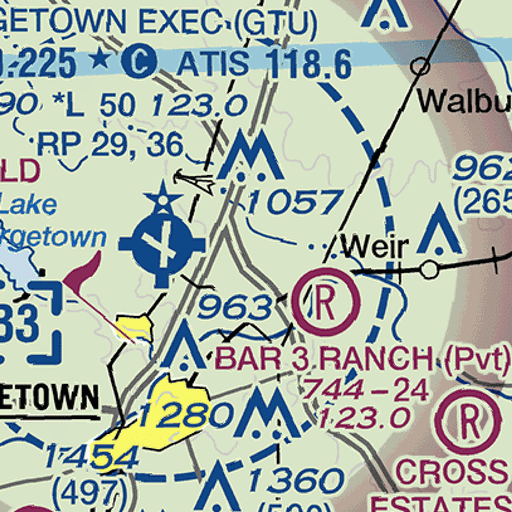 GETOWN EXEC (GTU)
0.225 * C ATIS 118.6
90 *L 50 123.0
Walbu
RP 29, 36
LD
962
(265
1057
Lake
rgetown
Weir
963
R
33
BAR 3 RANCH (Pvt)
744-24
ETOWN
1280
123.0
R
1454
(497)
1360
CROSS
ESTATES
(500)